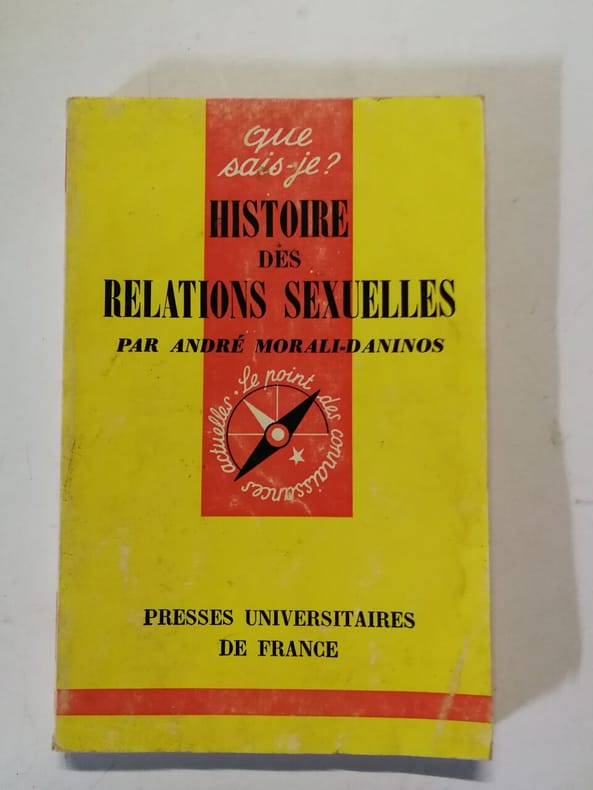 que
sais-je?
HISTOIRE
DES
RELATIONS SEXUELLES
PAR ANDRÉ MORALI-DANINOS
Le point des connaissances actuelles.
PRESSES UNIVERSITAIRES
DE FRANCE